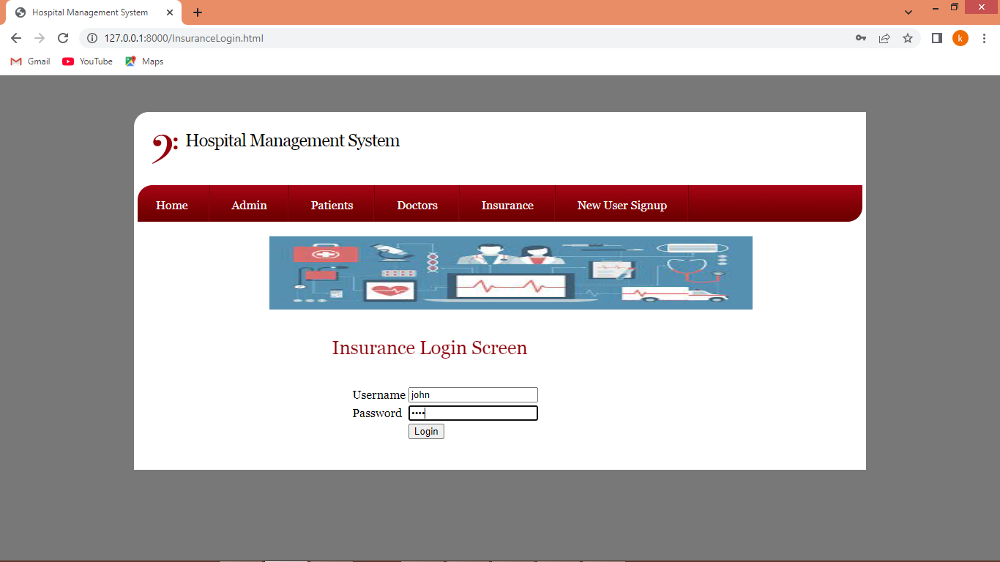 Hospital Management System
127.0.0.1:8000/InsuranceLogin.html
k
Gmail YouTube Maps
Hospital Management System
Home Admin Patients Doctors Insurance New User Signup
Insurance Login Screen
Username john
Password ••••
Login